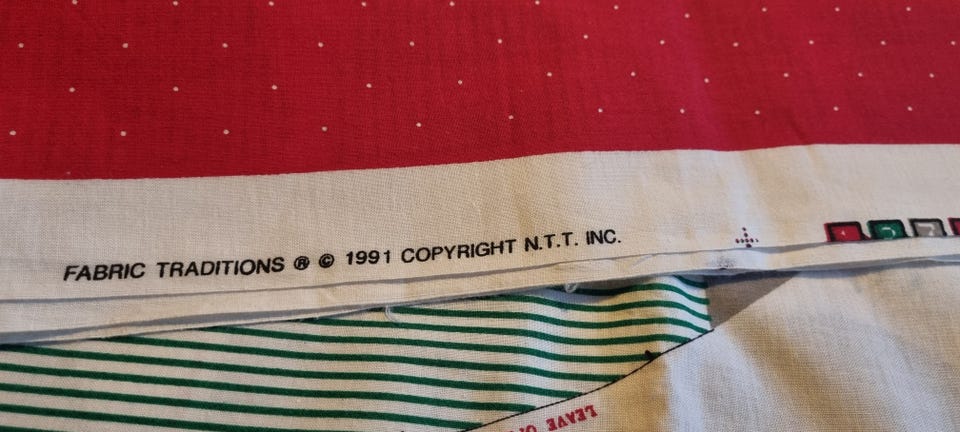 FABRIC TRADITIONS ® © 1991 COPYRIGHT N.T.T. INC.
LEAVE